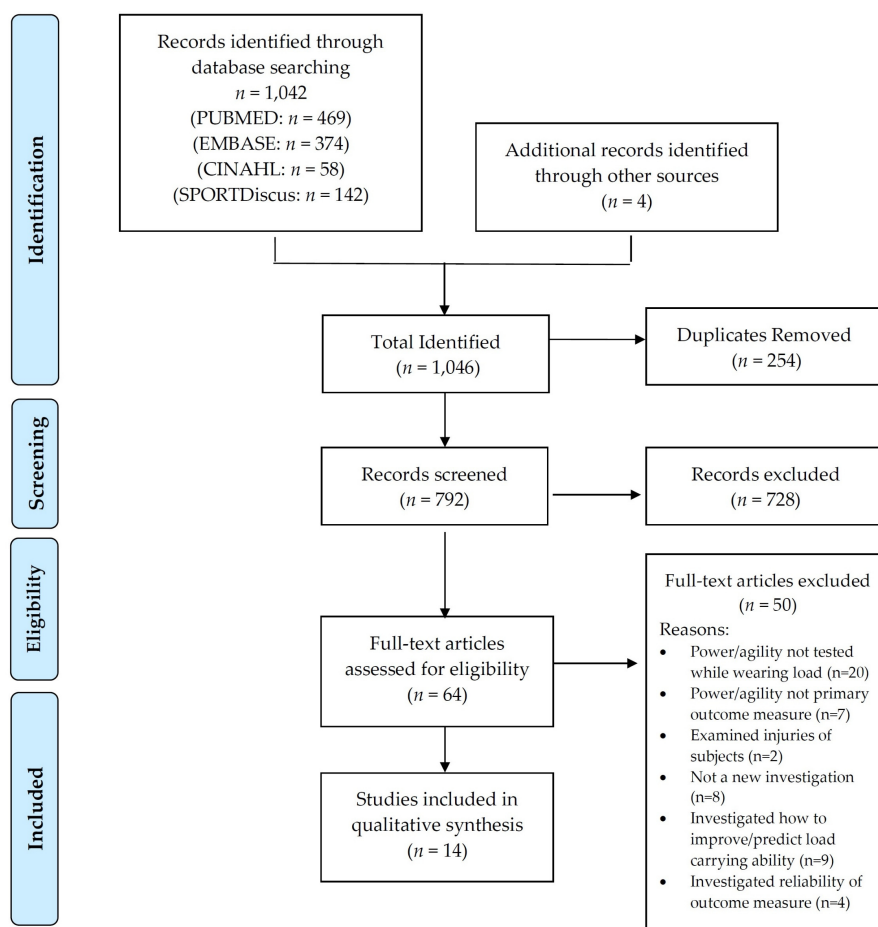 Identification
Records identified through
database searching
n = 1,042
(PUBMED: n = 469)
(EMBASE: n = 374)
(CINAHL: n = 58)
(SPORTDiscus: n = 142)
Additional records identified
through other sources
(n = 4)
Total Identified
(n = 1,046)
Duplicates Removed
(n = 254)
Screening
Records screened
(n = 792)
Records excluded
(n = 728)
Eligibility
Full-text articles
assessed for eligibility
(n = 64)
Full-text articles excluded
(n = 50)
Reasons:
• Power/agility not tested
while wearing load (n=20)
• Power/agility not primary
outcome measure (n=7)
• Examined injuries of
subjects (n=2)
• Not a new investigation
(n=8)
• Investigated how to
improve/predict load
carrying ability (n=9)
• Investigated reliability of
outcome measure (n=4)
Included
Studies included in
qualitative synthesis
(n = 14)